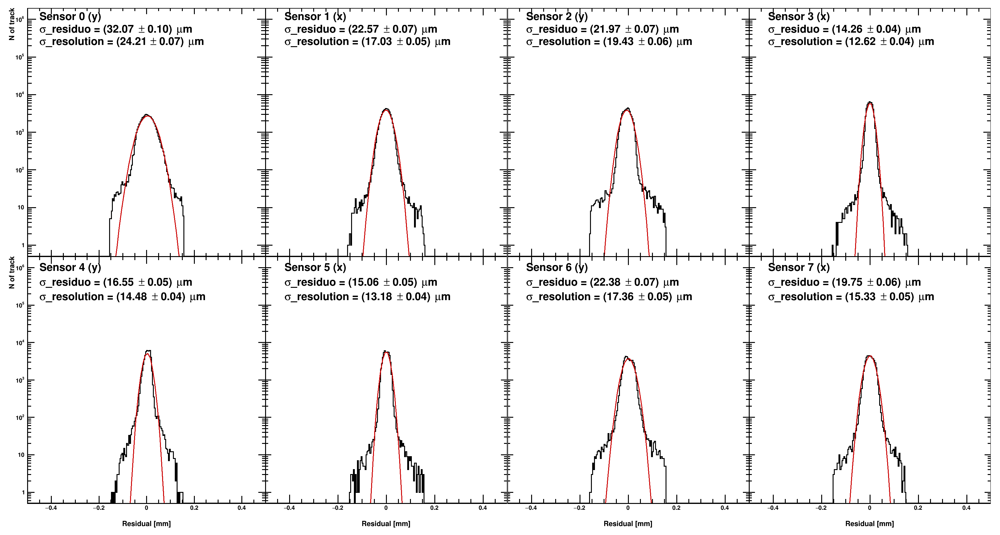 N of track
10⁶
10⁵
10⁴
10³
10²
10
1
Sensor 0 (y)
σ_residuo = (32.07 ± 0.10) μm
σ_resolution = (24.21 ± 0.07) μm
Sensor 1 (x)
σ_residuo = (22.57 ± 0.07) μm
σ_resolution = (17.03 ± 0.05) μm
Sensor 2 (y)
σ_residuo = (21.97 ± 0.07) μm
σ_resolution = (19.43 ± 0.06) μm
Sensor 3 (x)
σ_residuo = (14.26 ± 0.04) μm
σ_resolution = (12.62 ± 0.04) μm
N of track
10⁶
10⁵
10⁴
10³
10²
10
1
Sensor 4 (y)
σ_residuo = (16.55 ± 0.05) μm
σ_resolution = (14.48 ± 0.04) μm
Sensor 5 (x)
σ_residuo = (15.06 ± 0.05) μm
σ_resolution = (13.18 ± 0.04) μm
Sensor 6 (y)
σ_residuo = (22.38 ± 0.07) μm
σ_resolution = (17.36 ± 0.05) μm
Sensor 7 (x)
σ_residuo = (19.75 ± 0.06) μm
σ_resolution = (15.33 ± 0.05) μm
−0.4 −0.2 0 0.2 0.4
Residual [mm]
−0.4 −0.2 0 0.2 0.4
Residual [mm]
−0.4 −0.2 0 0.2 0.4
Residual [mm]
−0.4 −0.2 0 0.2 0.4
Residual [mm]